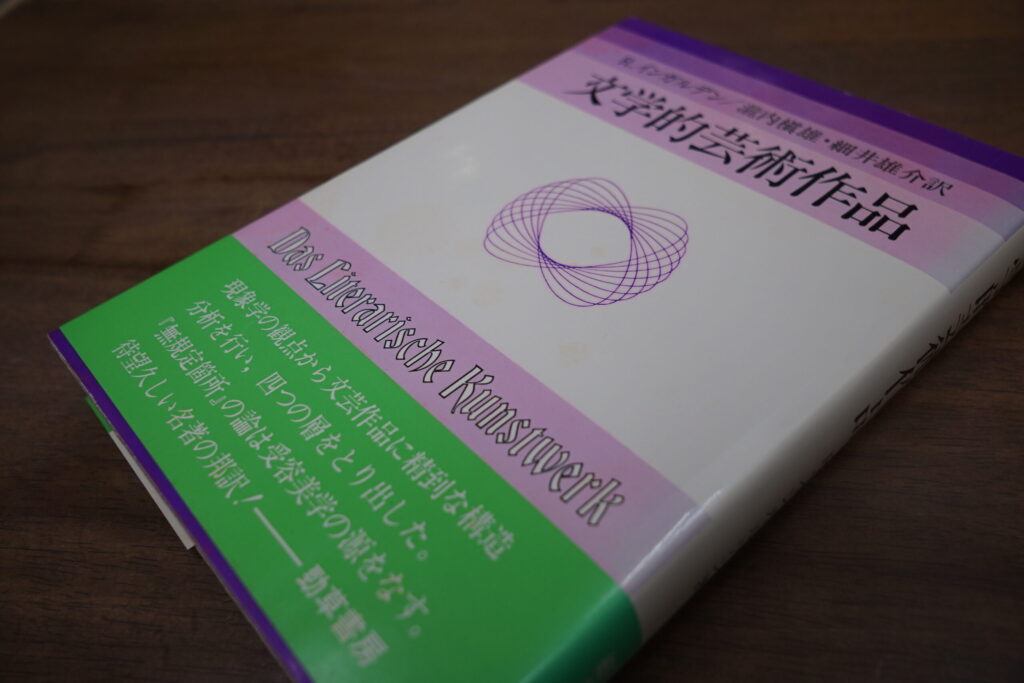 R. インガルデン/瀧内槇雄・細井雄介訳
文学的芸術作品
Das Literarische Kunstwerk
現象学の観点から文芸作品に精到な構造
分析を行い，四つの層をとり出した。
『無規定箇所』の論は受容美学の源をなす。
待望久しい名著の邦訳！――勁草書房